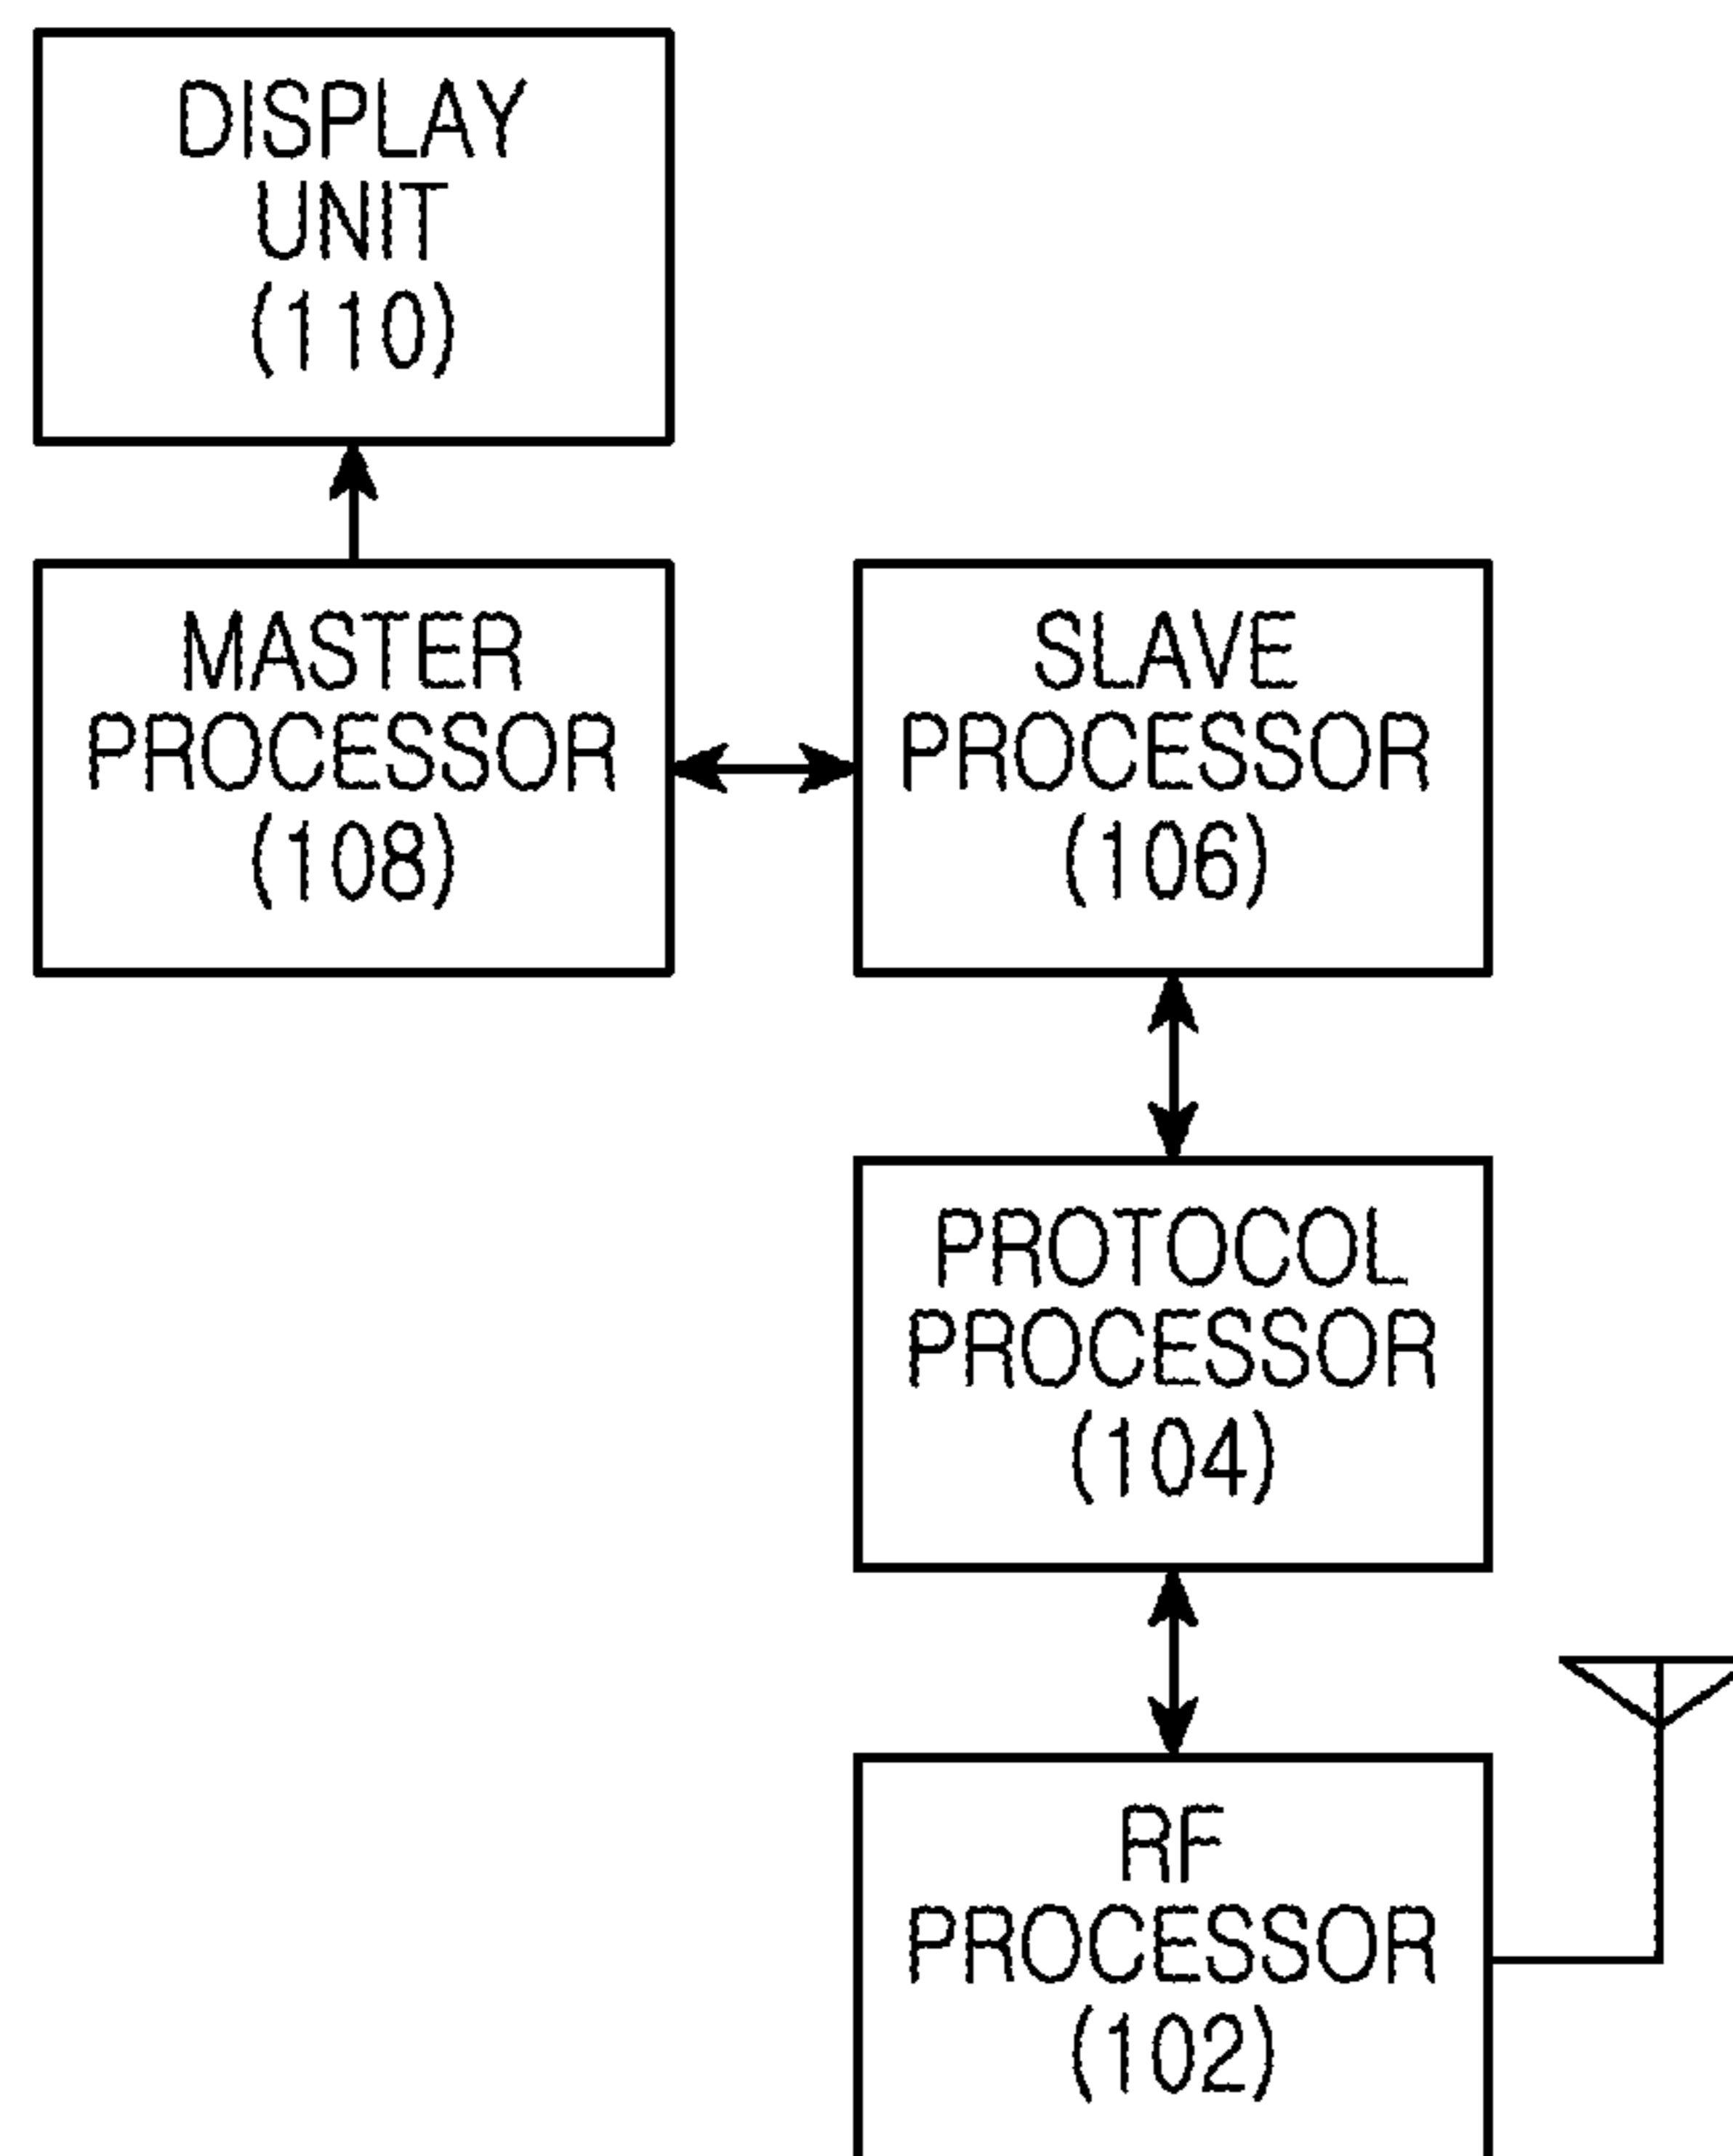 DISPLAY
UNIT
(110)
MASTER
PROCESSOR
(108)
SLAVE
PROCESSOR
(106)
PROTOCOL
PROCESSOR
(104)
RF
PROCESSOR
(102)